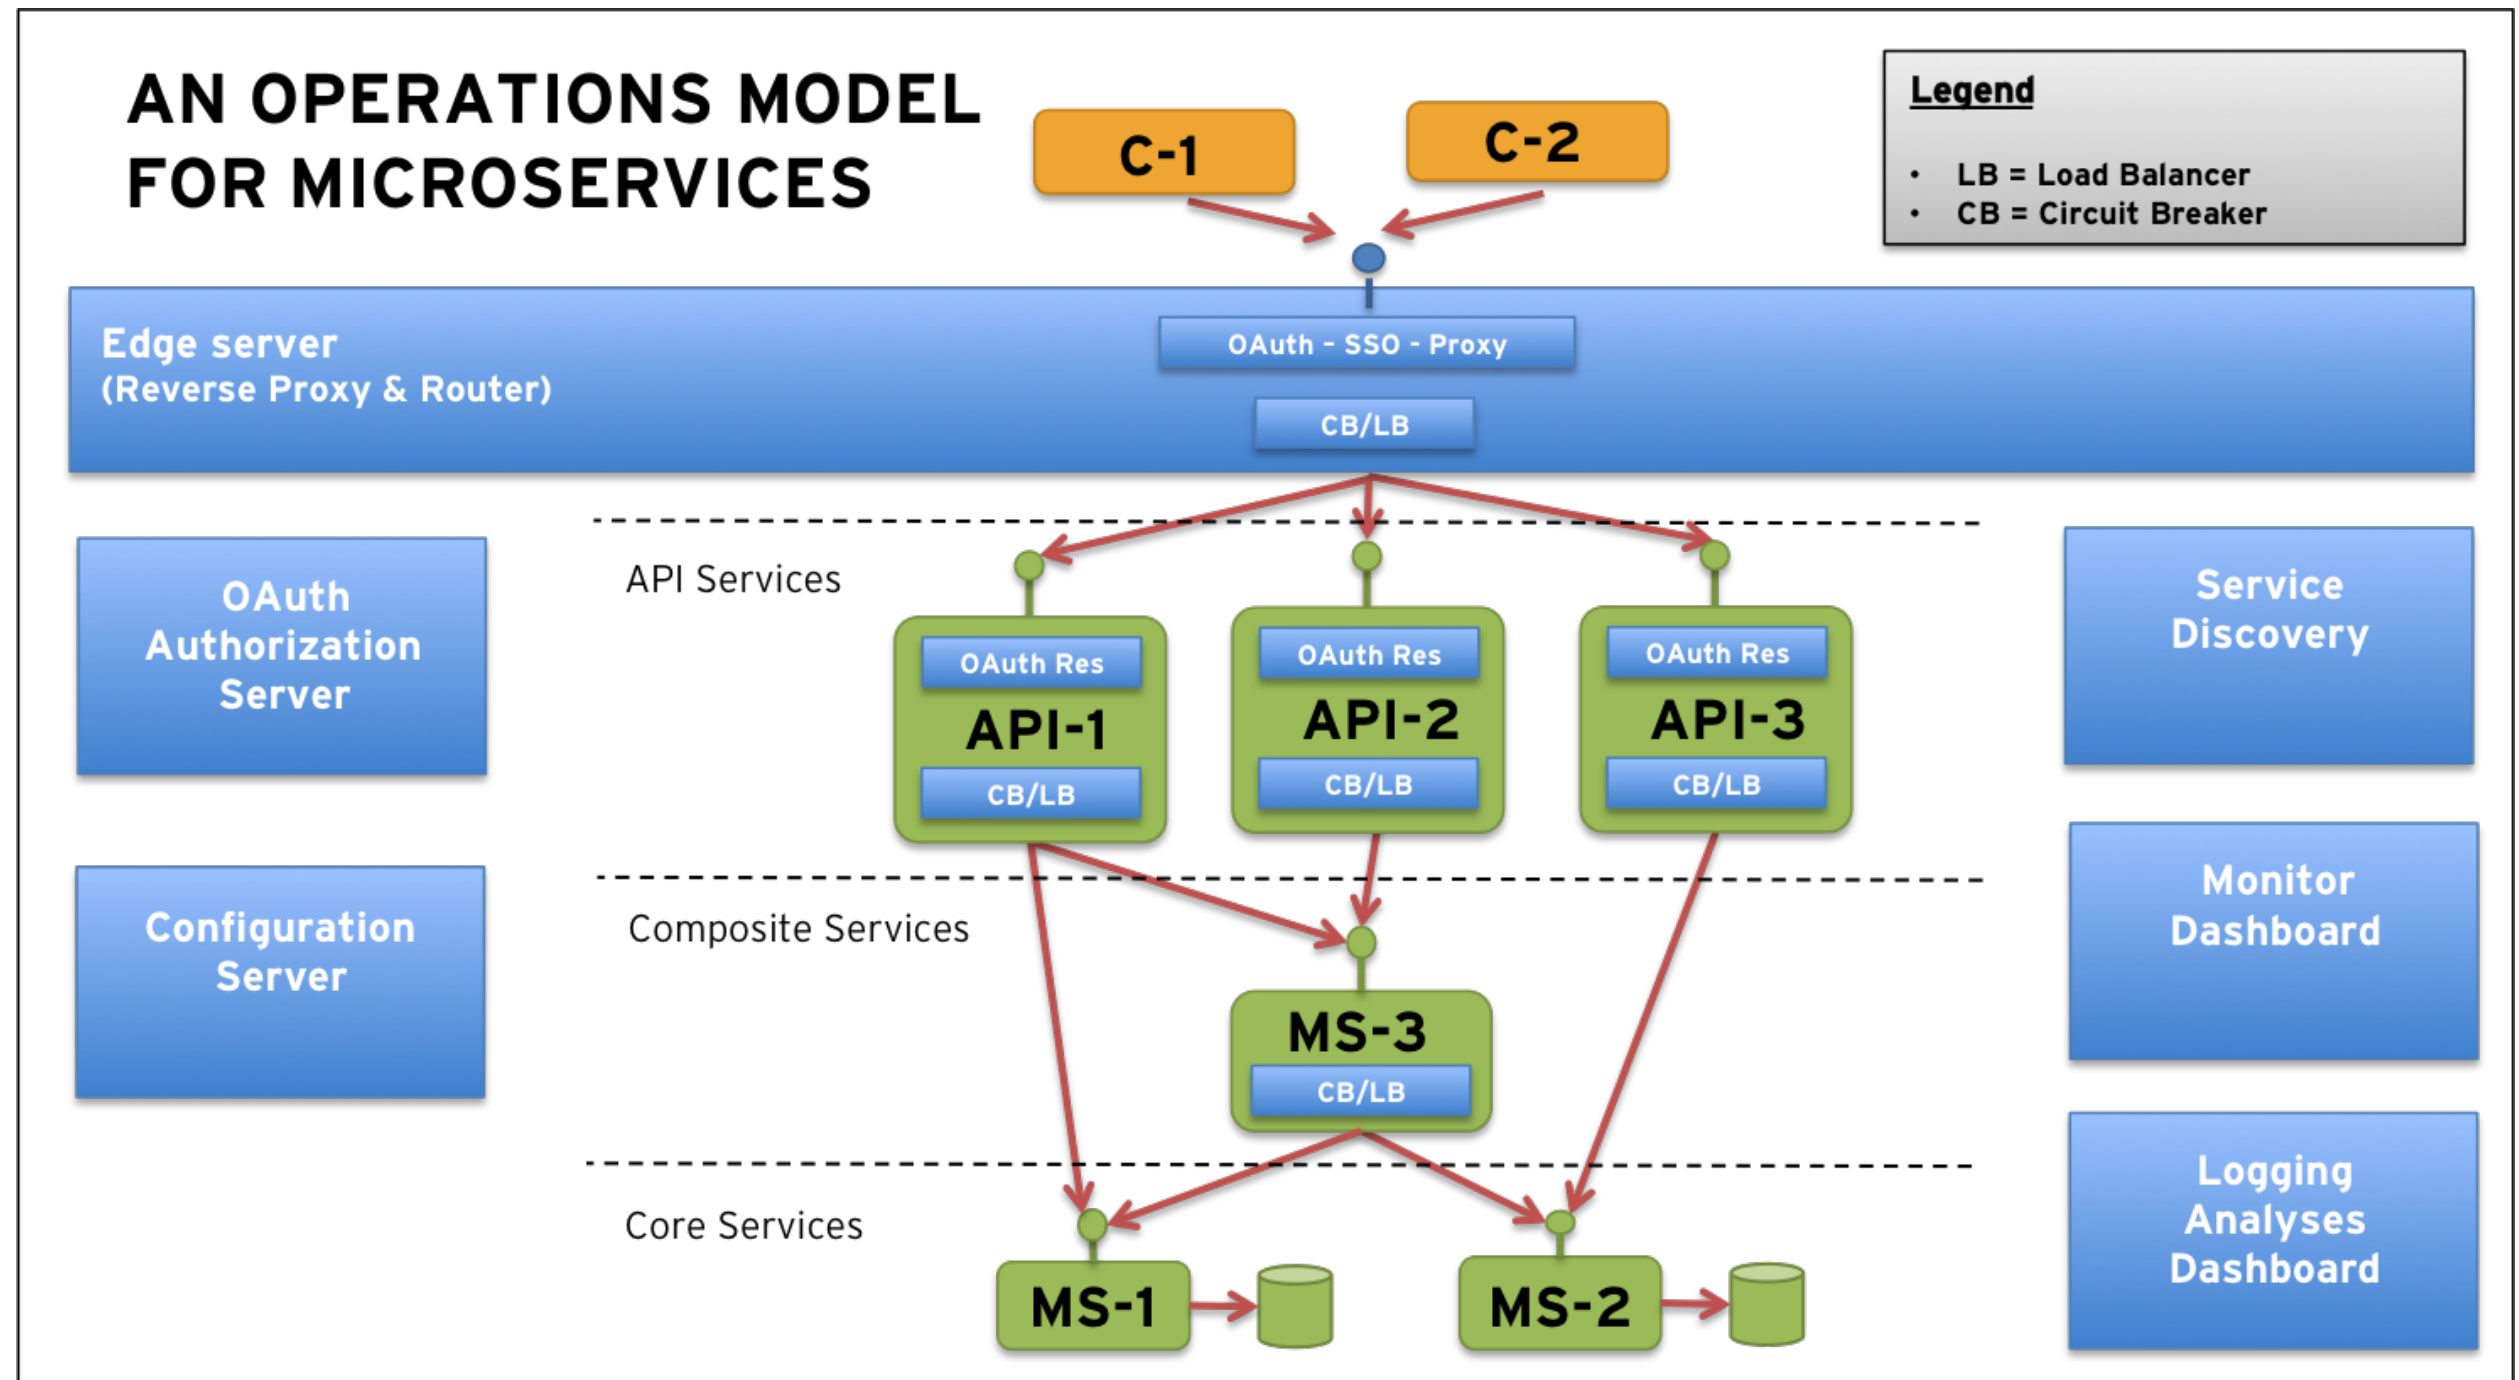 AN OPERATIONS MODEL
FOR MICROSERVICES
C-1
C-2
Legend
• LB = Load Balancer
• CB = Circuit Breaker
Edge server
(Reverse Proxy & Router)
OAuth – SSO - Proxy
CB/LB
OAuth
Authorization
Server
API Services
OAuth Res
API-1
CB/LB
OAuth Res
API-2
CB/LB
OAuth Res
API-3
CB/LB
Service
Discovery
Configuration
Server
Composite Services
MS-3
CB/LB
Monitor
Dashboard
Core Services
MS-1
MS-2
Logging
Analyses
Dashboard